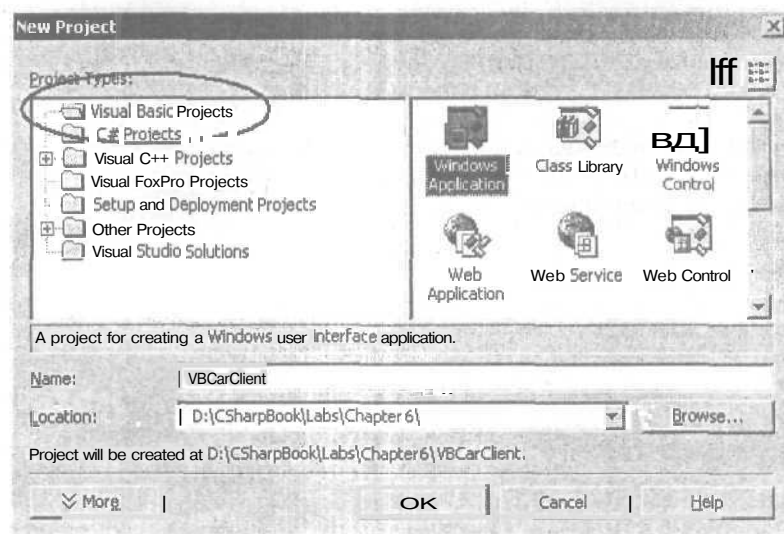 New Project
Project Typtis:
lff
Visual Basic Projects
C# Projects
Visual C++ Projects
Visual FoxPro Projects
Setup and Deployment Projects
Other Projects
Visual Studio Solutions
Windows Application
Class Library
вд]
Windows Control
Web Application
Web Service
Web Control
A project for creating a Windows user interface application.
Name:
VBCarClient
Location:
D:\CSharpBook\Labs\Chapter 6\
Browse...
Project will be created at D:\CSharpBook\Labs\Chapter6\VBCarClient.
More
OK
Cancel
Help